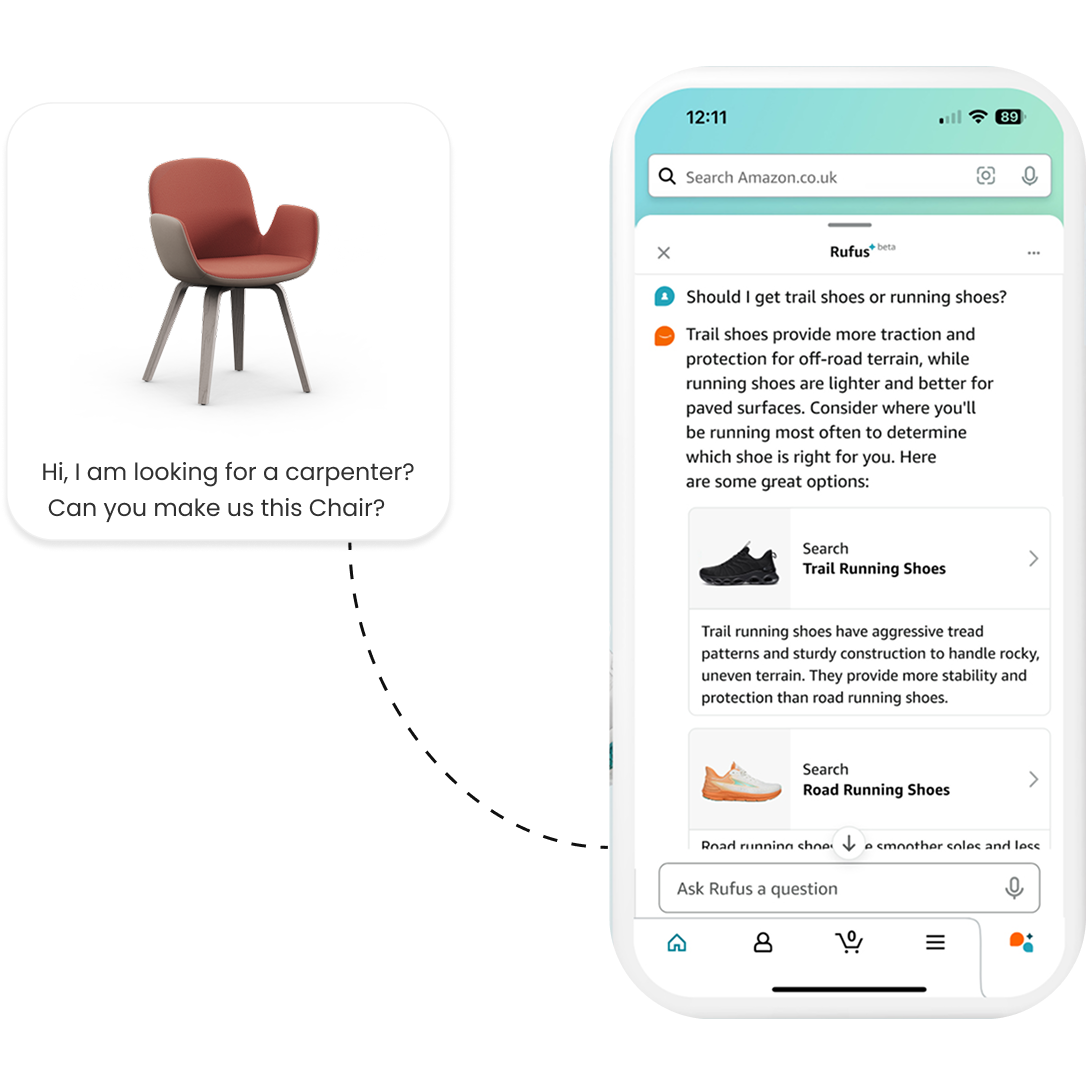 Hi, I am looking for a carpenter?
Can you make us this Chair?
12:11
89
Search Amazon.co.uk
Rufus beta
Should I get trail shoes or running shoes?
Trail shoes provide more traction and
protection for off-road terrain, while
running shoes are lighter and better for
paved surfaces. Consider where you'll
be running most often to determine
which shoe is right for you. Here
are some great options:
Search
Trail Running Shoes
Trail running shoes have aggressive tread
patterns and sturdy construction to handle rocky,
uneven terrain. They provide more stability and
protection than road running shoes.
Search
Road Running Shoes
Road running shoes smoother soles and less
Ask Rufus a question
0